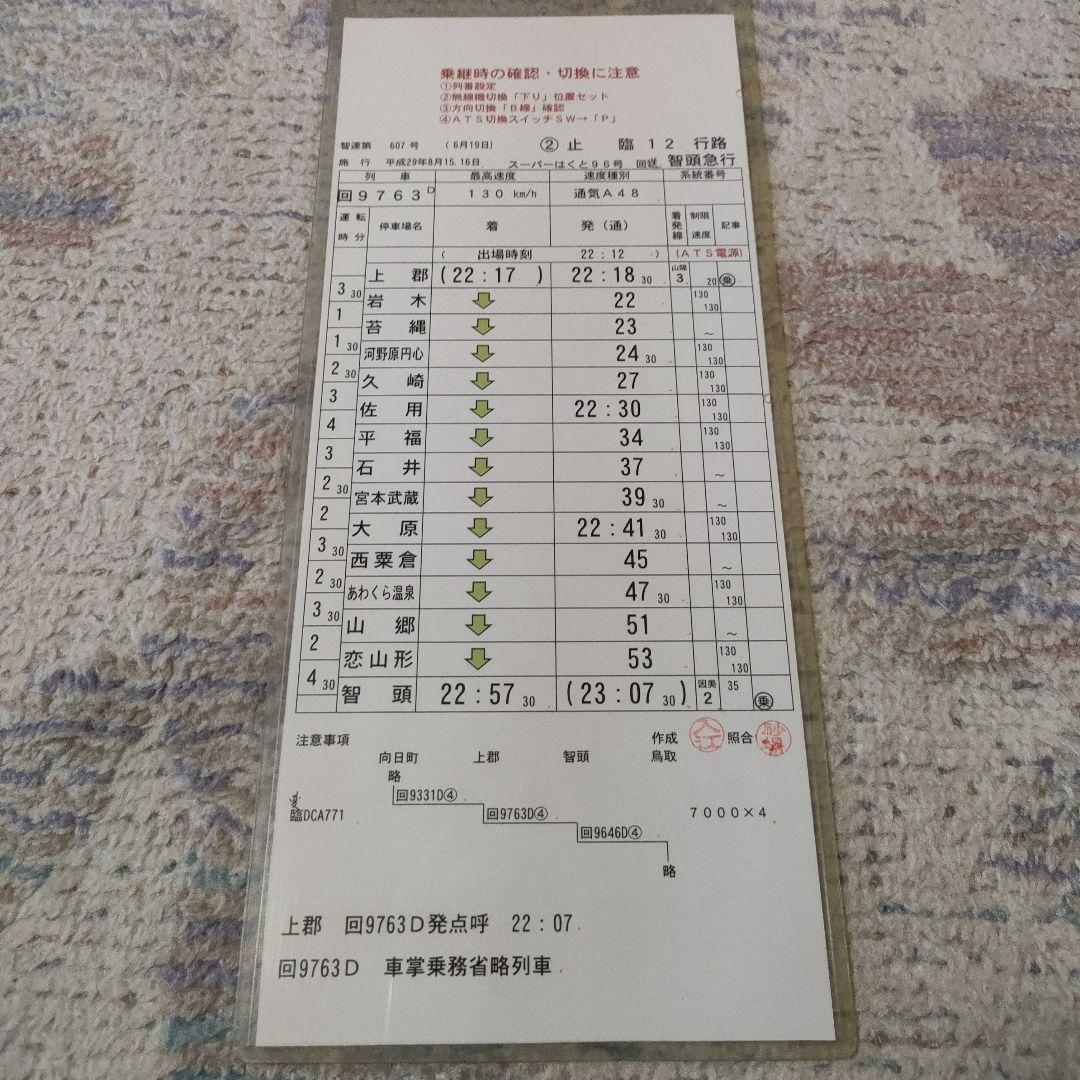 乗継時の確認・切換に注意
①列番設定
②無線機切換「下り」位置セット
③方向切換「B線」確認
④ATS切換スイッチSW→「P」
智達第 607 号 (6月19日) ② 止 臨 12 行路
施 行 平成29年8月15.16日 スーパーはくと96号 回送 智頭急行
列 車 最高速度 速度種別 系統番号
回9763D 130 km/h 通気A48
運転時分 停車場名 着 発(通) 着発線 制限速度 記事
( 出場時刻 22:12 ) (ATS電源)
上 郡 (22:17 ) 22:18 30 山陽 3 20 乗
3 30
岩 木 ⇩ 22 130 130
1
苔 縄 ⇩ 23 ～
1 30
河野原円心 ⇩ 24 30 130 130
2 30
久 崎 ⇩ 27 130 130
3
佐 用 ⇩ 22:30 130 130
4
平 福 ⇩ 34 130 130
3
石 井 ⇩ 37 ～
2 30
宮本武蔵 ⇩ 39 30 ～
2
大 原 ⇩ 22:41 30 130 130
3 30
西粟倉 ⇩ 45 ～
2 30
あわくら温泉 ⇩ 47 30 130 130
3 30
山 郷 ⇩ 51 ～
2
恋山形 ⇩ 53 130 130
4 30
智 頭 22:57 30 (23:07 30 ) 因美 2 35 乗
注意事項 作成 入江 照合
鳥取
向日町 上郡 智頭
略
回9331D④
臨DCA771 回9763D④ 7000×4
回9646D④
略
上郡 回9763D発点呼 22:07
回9763D 車掌乗務省略列車